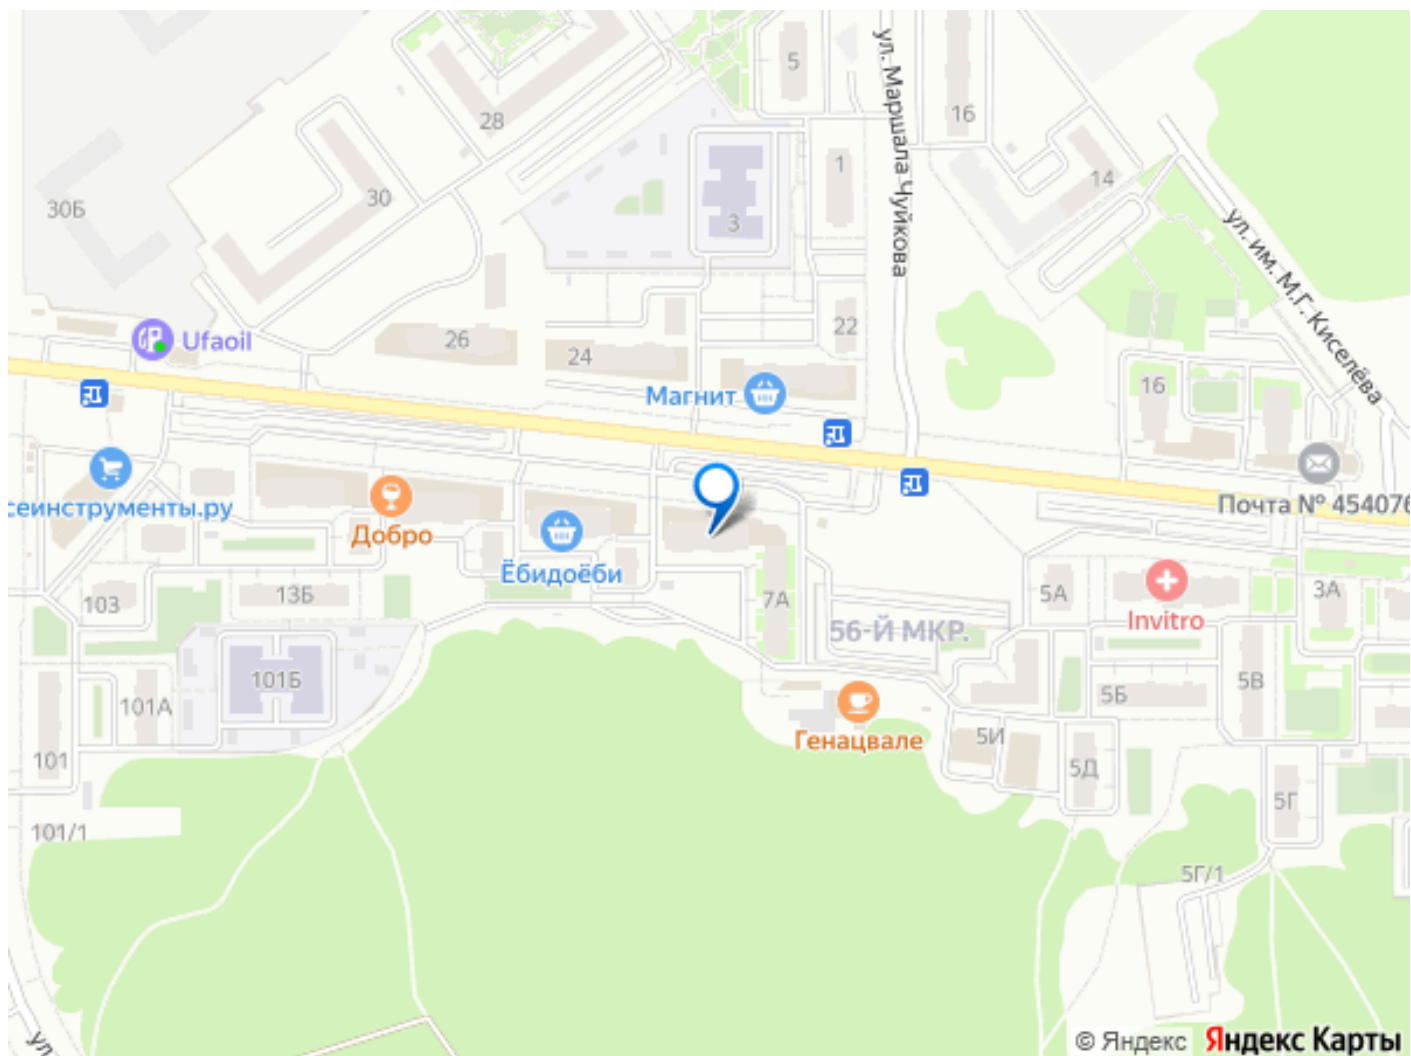 5
ул. Маршала Чуйкова
16
28
1
14
30
30Б
3
ул. им. М.Г. Киселёва
22
26
24
Ufaoil
16
Магнит
Почта № 454076
сеинструменты.ру
Добро
Ёбидоёби
103
13Б
7А
5А
3А
Invitro
56-Й МКР.
101Б
101А
5Б
5В
Генацвале
5И
101
5Д
5Г
101/1
5Г/1
ул
© Яндекс Яндекс Карты